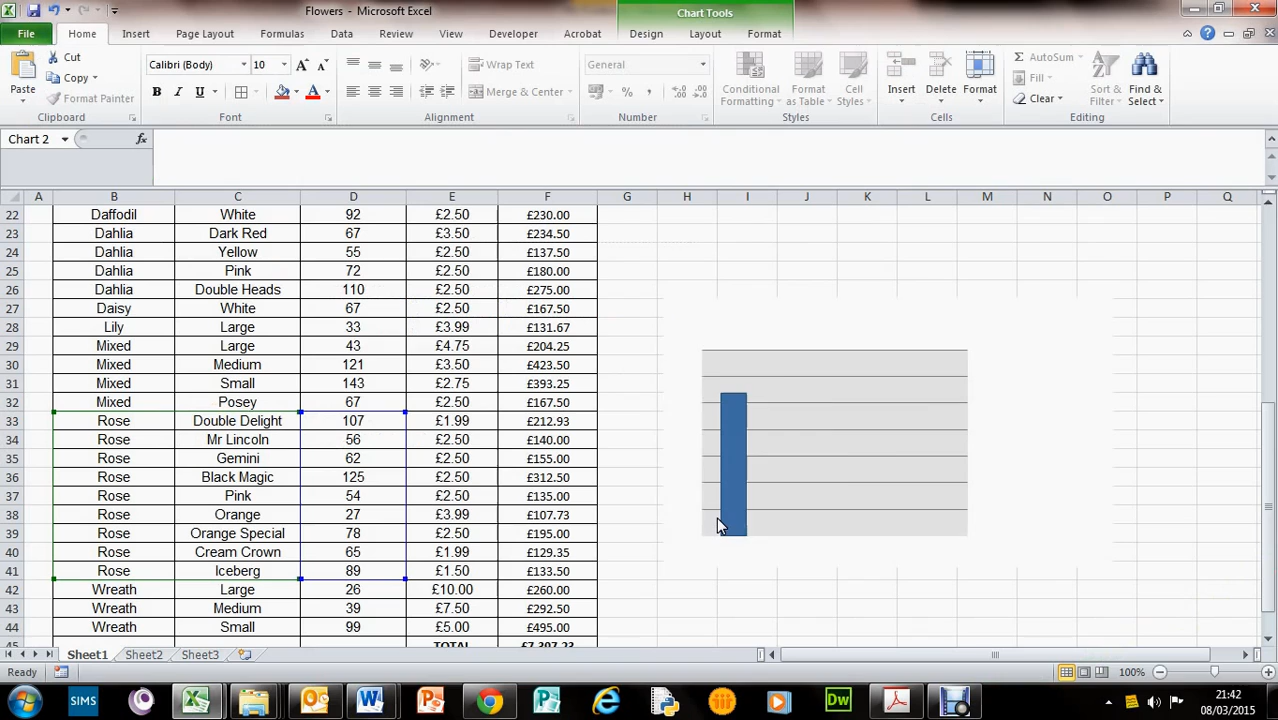 Flowers - Microsoft Excel
Chart Tools
File Home Insert Page Layout Formulas Data Review View Developer Acrobat Design Layout Format
Paste
Cut
Copy
Format Painter
Clipboard
Calibri (Body) 10
B I U
Font
Wrap Text
Merge & Center
Alignment
General
Number
Conditional Formatting
Format as Table
Cell Styles
Styles
Insert Delete Format
Cells
AutoSum
Fill
Clear
Sort & Filter
Find & Select
Editing
Chart 2 fx
A B C D E F G H I J K L M N O P Q
22 Daffodil White 92 £2.50 £230.00
23 Dahlia Dark Red 67 £3.50 £234.50
24 Dahlia Yellow 55 £2.50 £137.50
25 Dahlia Pink 72 £2.50 £180.00
26 Dahlia Double Heads 110 £2.50 £275.00
27 Daisy White 67 £2.50 £167.50
28 Lily Large 33 £3.99 £131.67
29 Mixed Large 43 £4.75 £204.25
30 Mixed Medium 121 £3.50 £423.50
31 Mixed Small 143 £2.75 £393.25
32 Mixed Posey 67 £2.50 £167.50
33 Rose Double Delight 107 £1.99 £212.93
34 Rose Mr Lincoln 56 £2.50 £140.00
35 Rose Gemini 62 £2.50 £155.00
36 Rose Black Magic 125 £2.50 £312.50
37 Rose Pink 54 £2.50 £135.00
38 Rose Orange 27 £3.99 £107.73
39 Rose Orange Special 78 £2.50 £195.00
40 Rose Cream Crown 65 £1.99 £129.35
41 Rose Iceberg 89 £1.50 £133.50
42 Wreath Large 26 £10.00 £260.00
43 Wreath Medium 39 £7.50 £292.50
44 Wreath Small 99 £5.00 £495.00
45 TOTAL £7,397.23
Sheet1 Sheet2 Sheet3
Ready 100%
SIMS Dw
21:42
08/03/2015